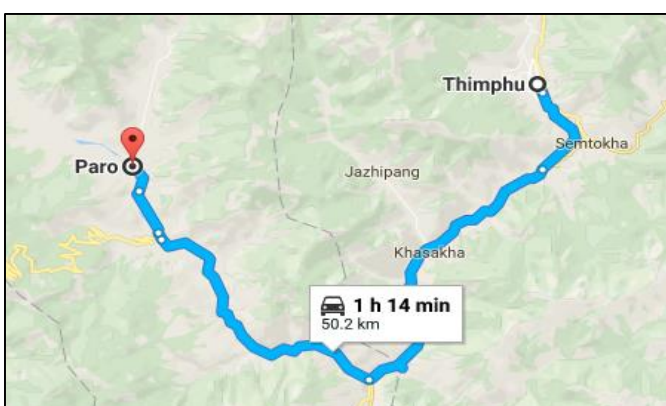 Thimphu
Semtokha
Paro
Jazhipang
Khasakha
1 h 14 min
50.2 km